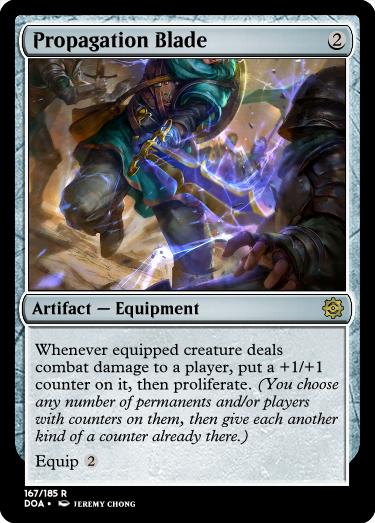 Propagation Blade 2
Artifact — Equipment
Whenever equipped creature deals
combat damage to a player, put a +1/+1
counter on it, then proliferate. (You choose
any number of permanents and/or players
with counters on them, then give each another
kind of a counter already there.)
Equip 2
167/185 R
DOA • JEREMY CHONG